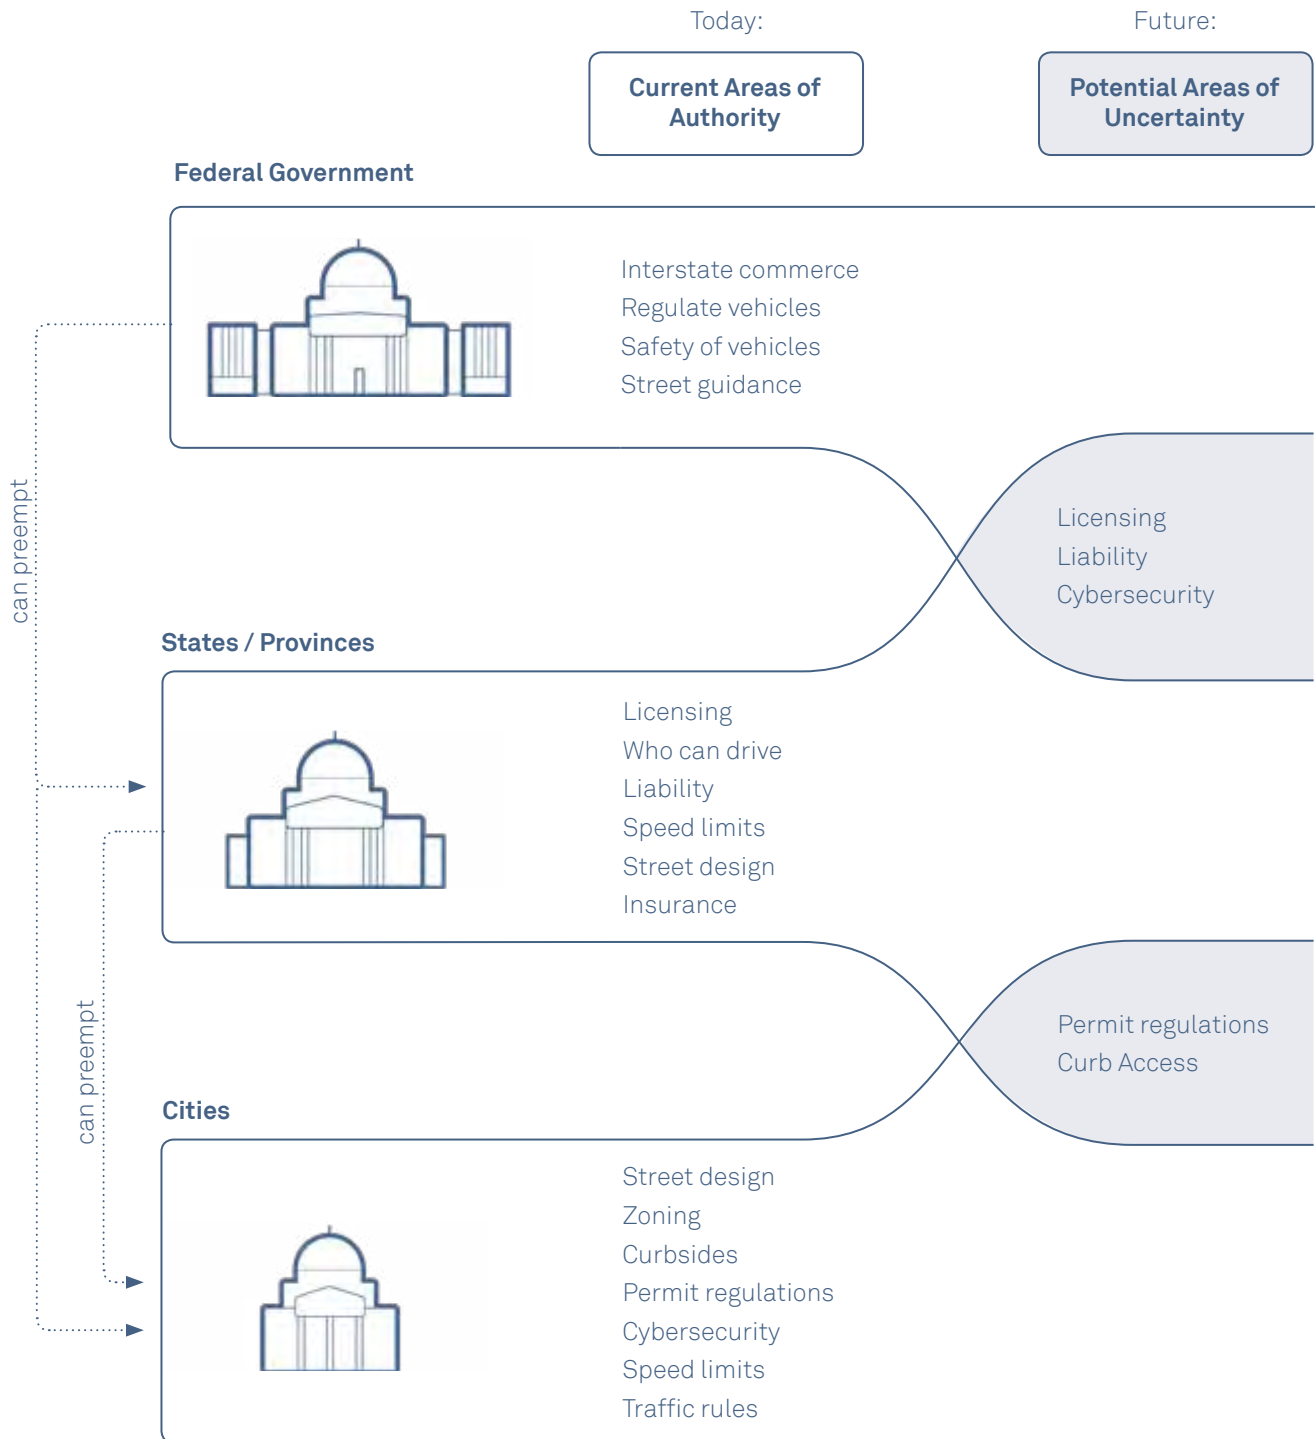 Today:
Future:
Current Areas of
Authority
Potential Areas of
Uncertainty
Federal Government
Interstate commerce
Regulate vehicles
Safety of vehicles
Street guidance
can preempt
Licensing
Liability
Cybersecurity
States / Provinces
Licensing
Who can drive
Liability
Speed limits
Street design
Insurance
can preempt
Permit regulations
Curb Access
Cities
Street design
Zoning
Curbsides
Permit regulations
Cybersecurity
Speed limits
Traffic rules